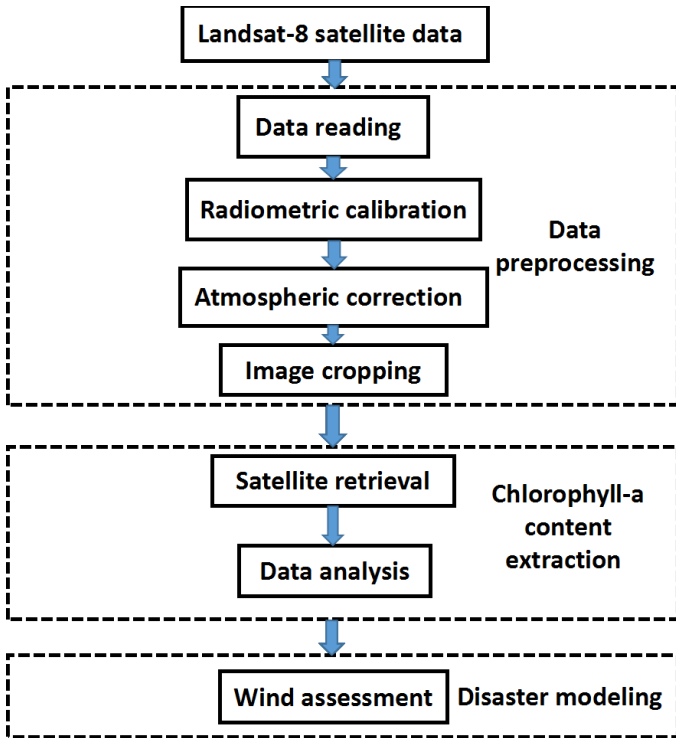 Landsat-8 satellite data
Data reading
Radiometric calibration
Data
preprocessing
Atmospheric correction
Image cropping
Satellite retrieval
Chlorophyll-a
content
extraction
Data analysis
Wind assessment
Disaster modeling